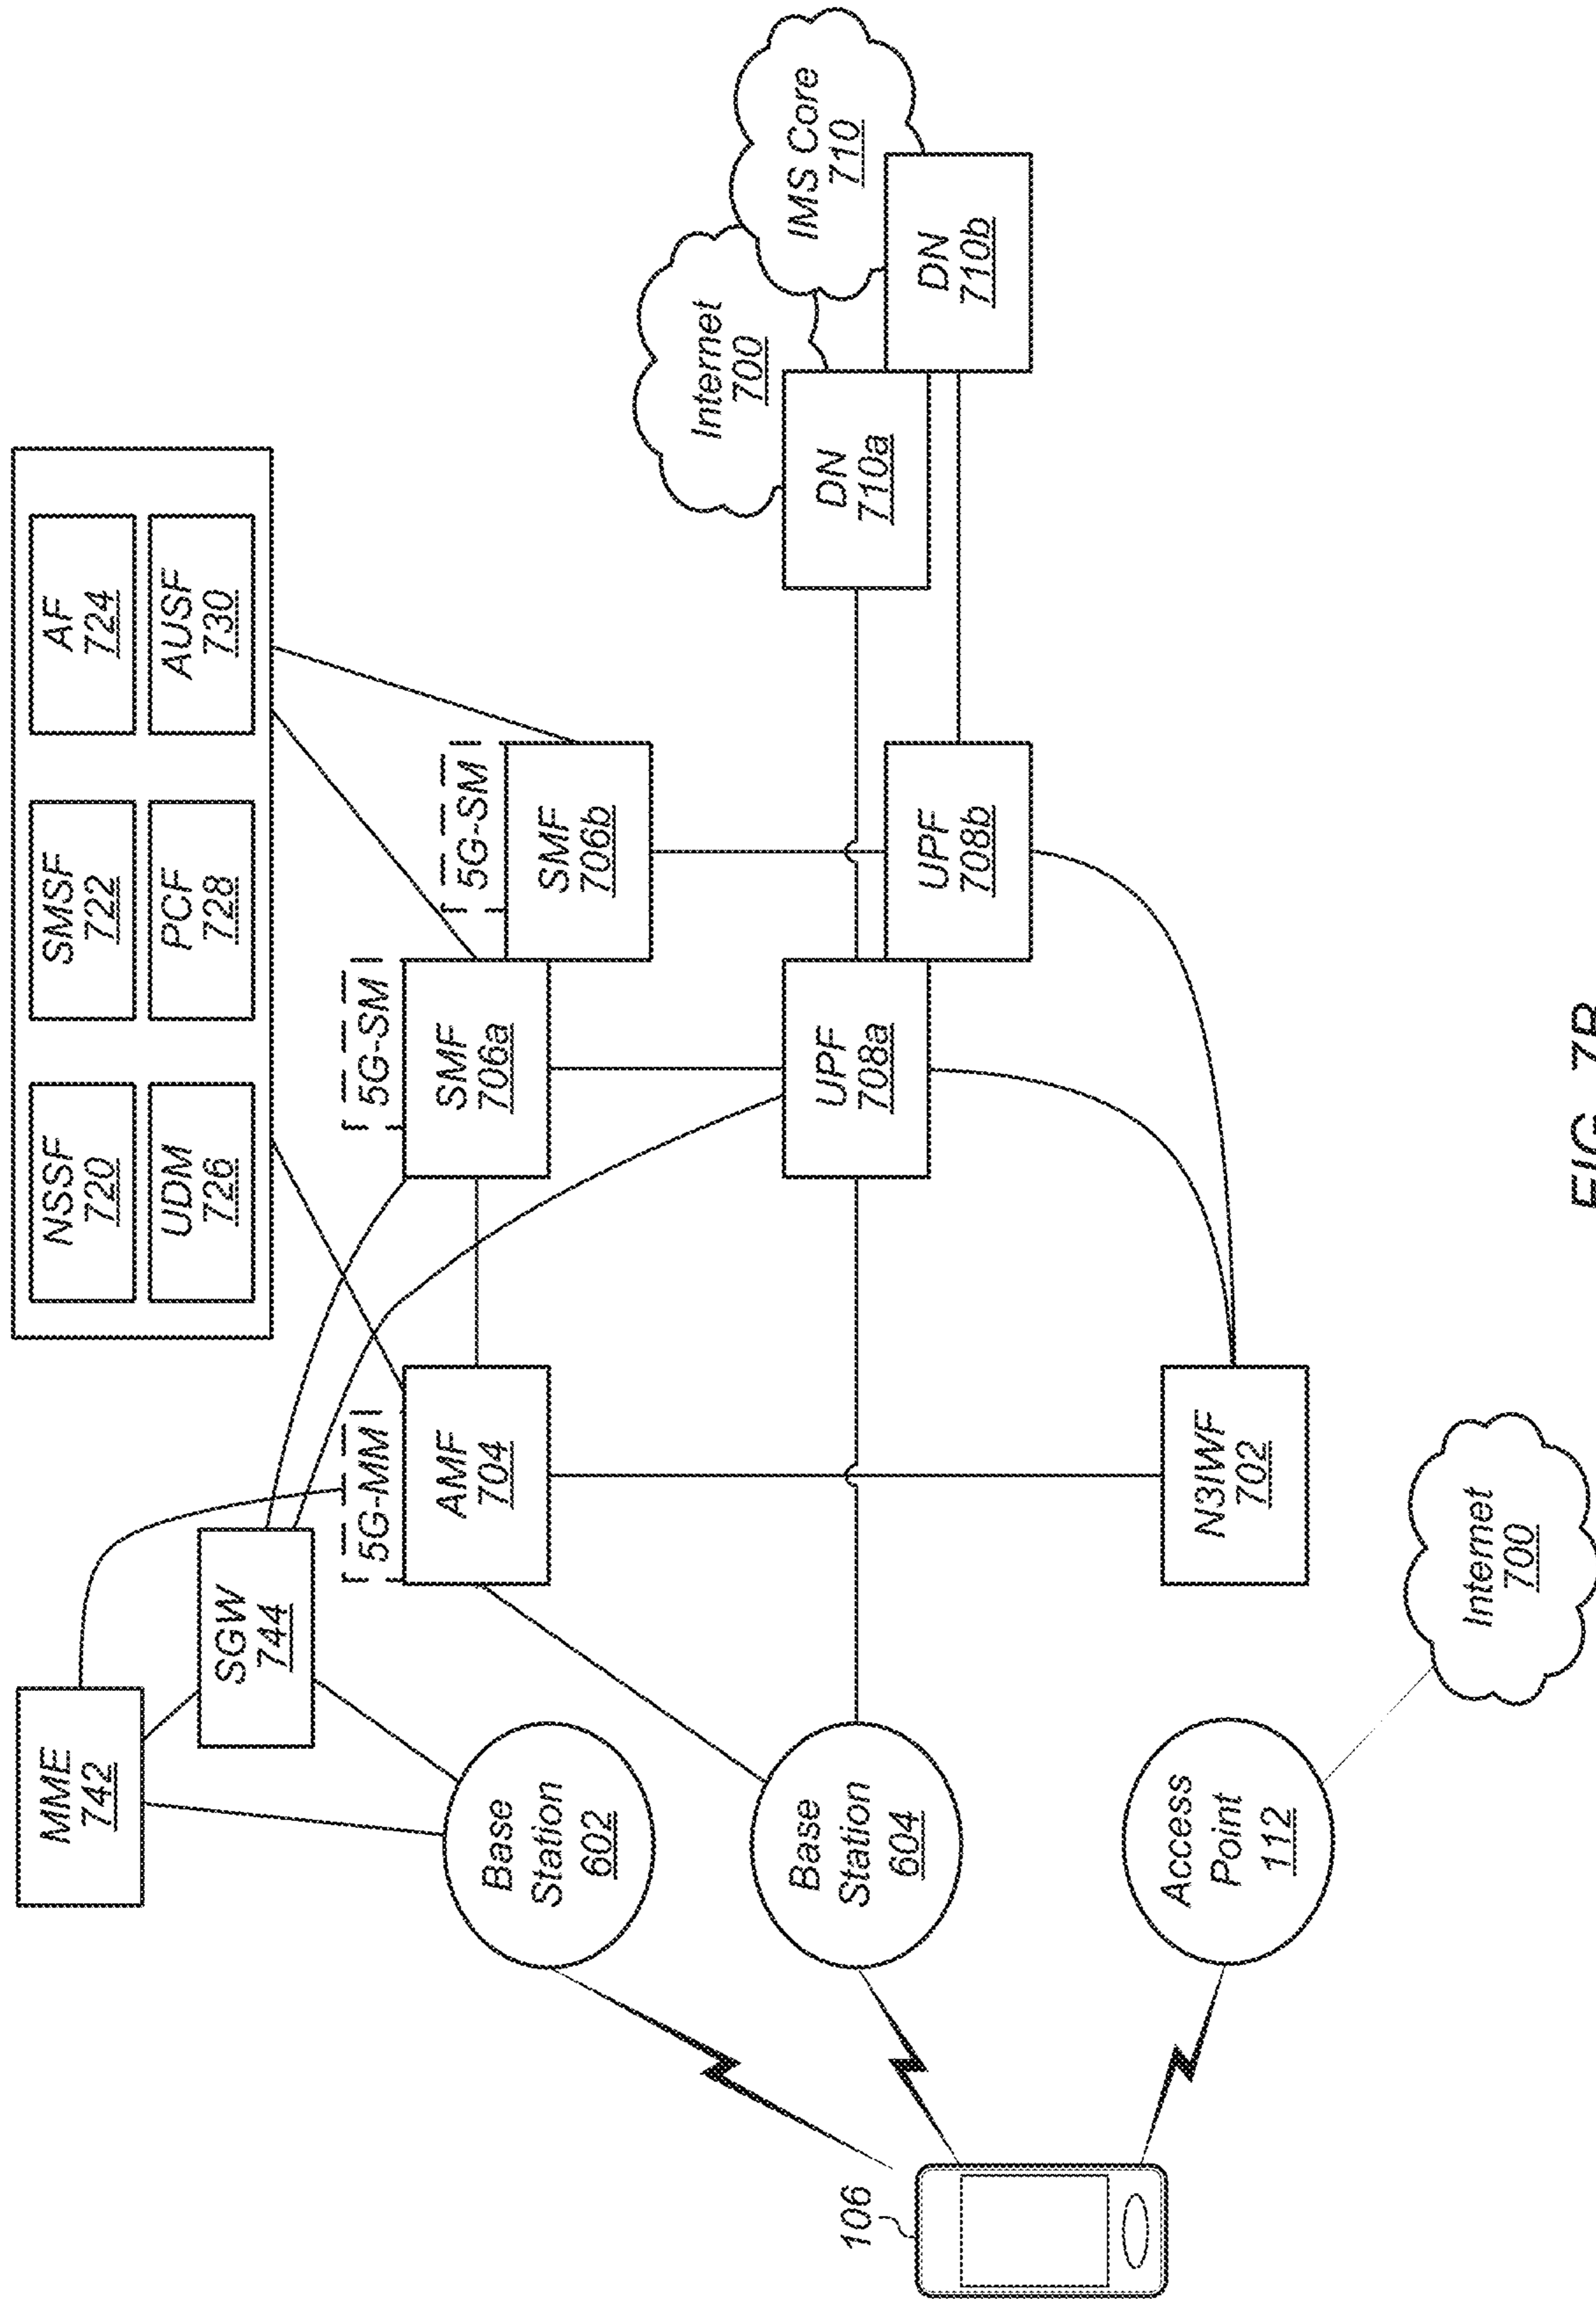 NSSF
720
SMSF
722
AF
724
UDM
726
PCF
728
AUSF
730
MME
742
SGW
744
5G-MM
AMF
704
5G-SM
SMF
706a
5G-SM
SMF
706b
Base
Station
602
Internet
700
IMS Core
710
106
Base
Station
604
UPF
708a
UPF
708b
DN
710a
DN
710b
Access
Point
112
N3IWF
702
Internet
700